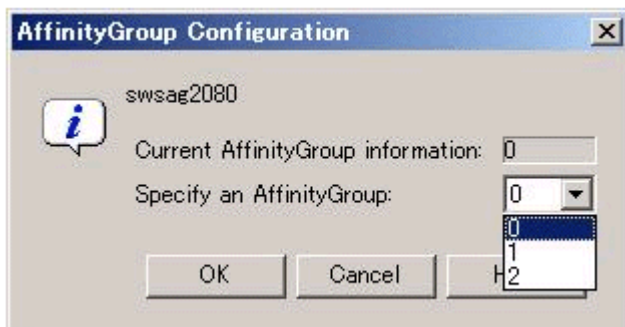 AffinityGroup Configuration
swsag2080
Current AffinityGroup information: 0
Specify an AffinityGroup: 0
0
1
2
OK Cancel